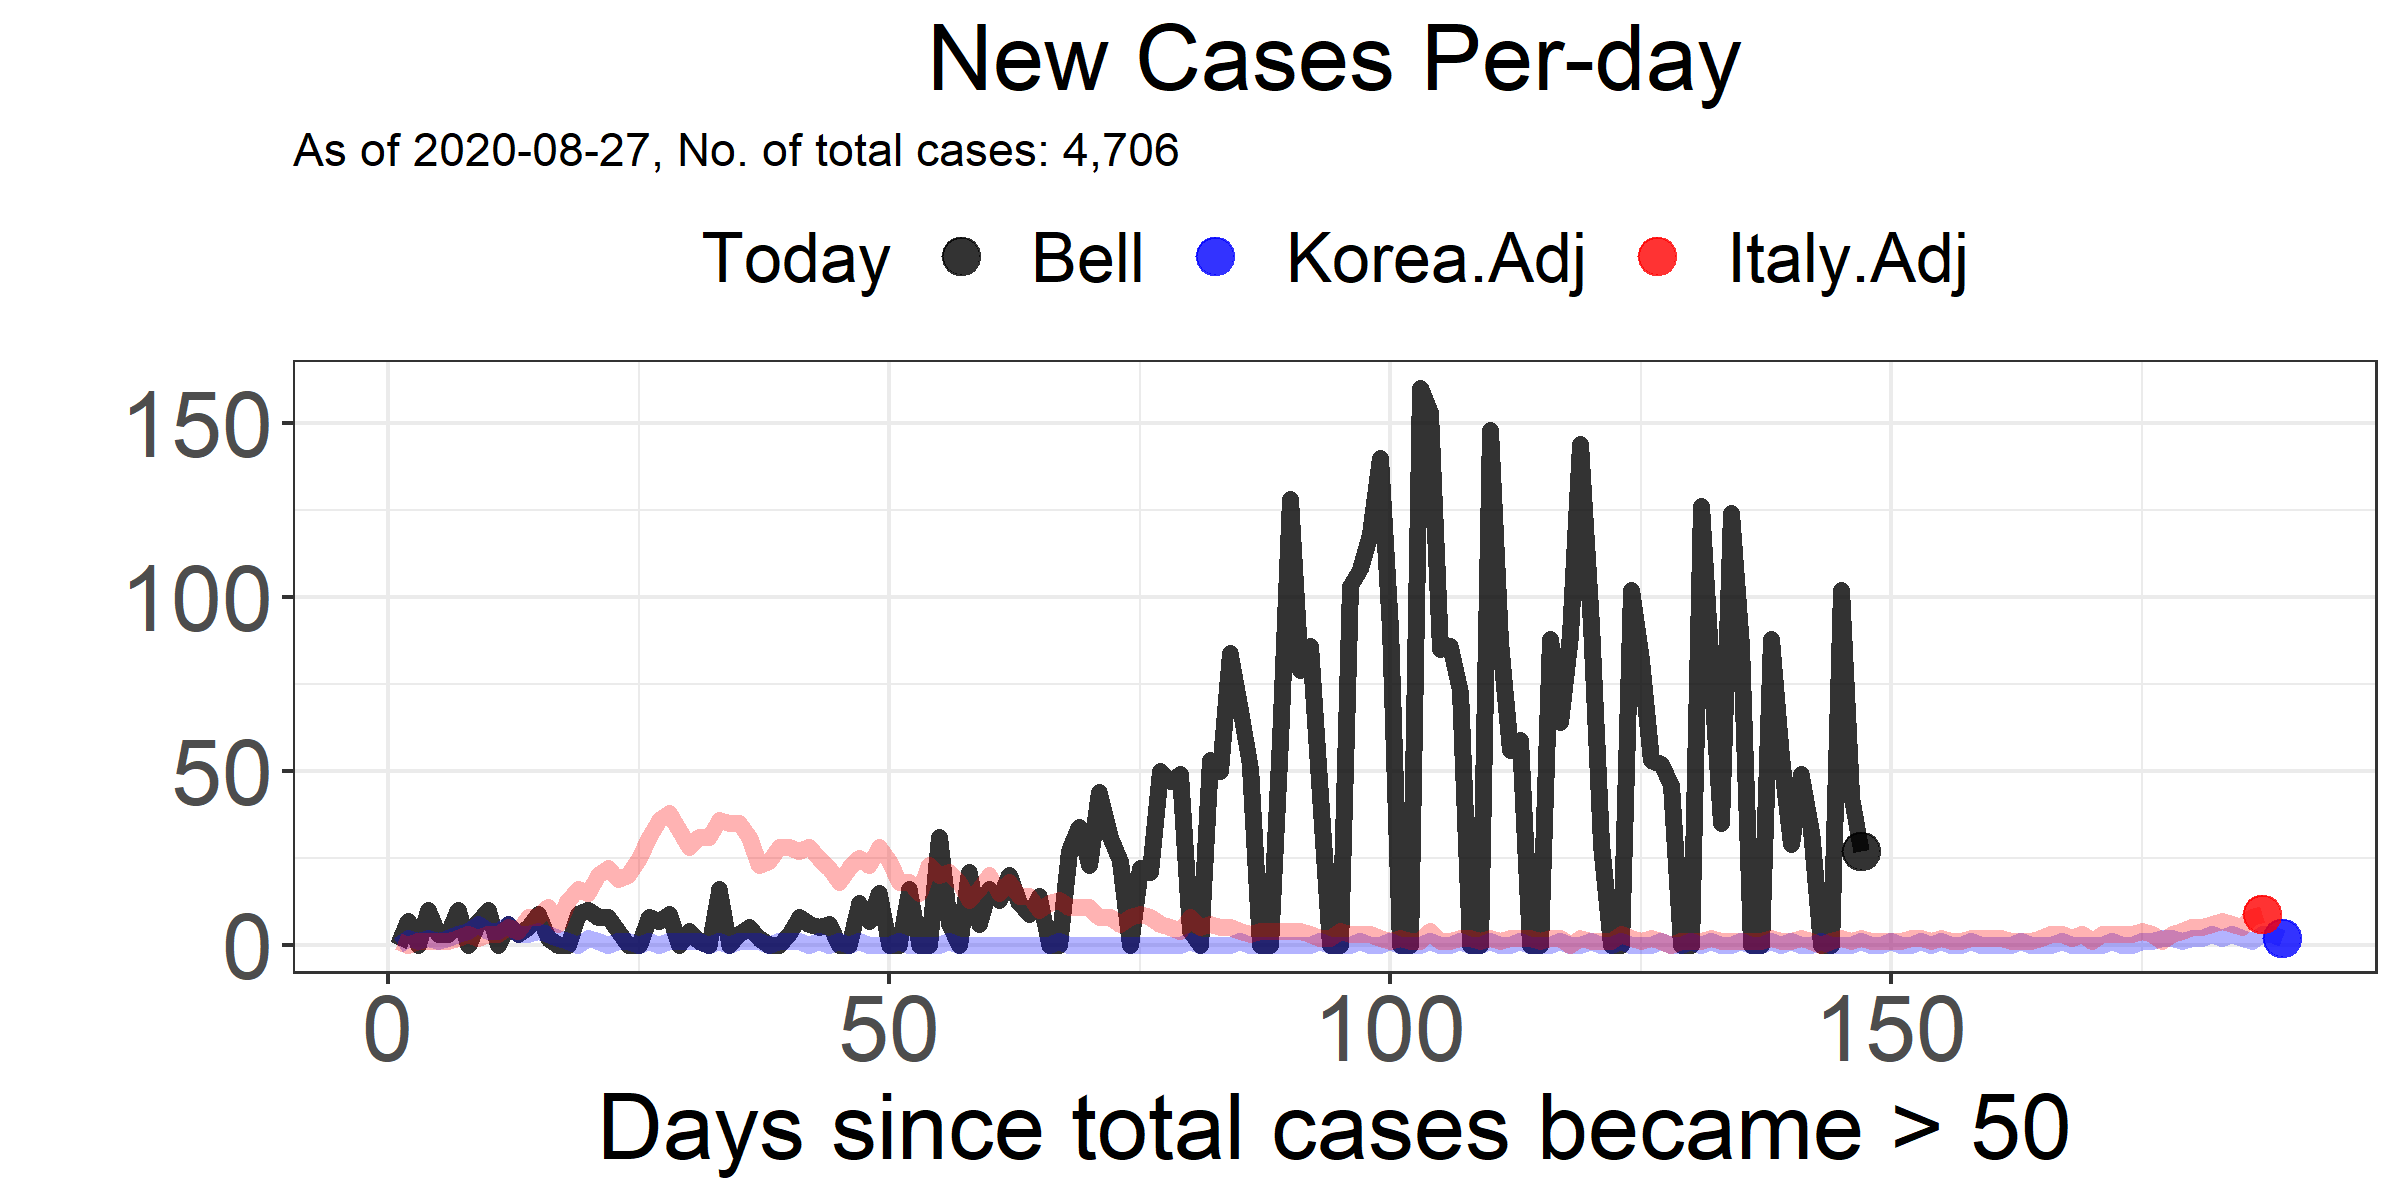 New Cases Per-day
As of 2020-08-27, No. of total cases: 4,706
Today Bell Korea.Adj Italy.Adj
150
100
50
0
0 50 100 150
Days since total cases became > 50